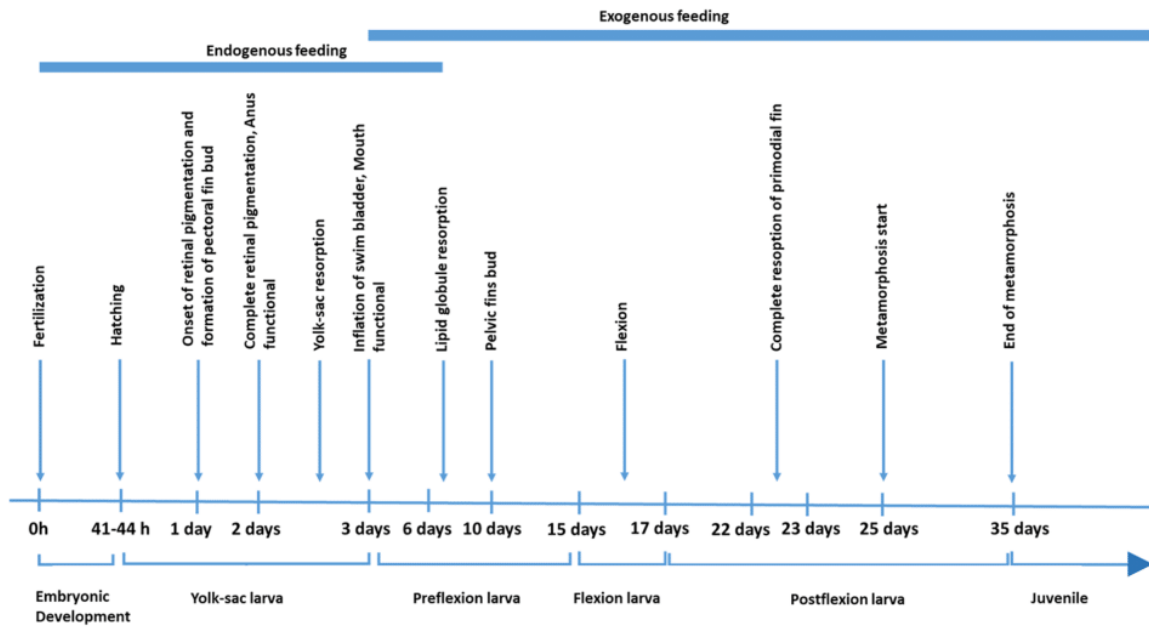 Exogenous feeding
Endogenous feeding
Fertilization
Hatching
Onset of retinal pigmentation and
formation of pectoral fin bud
Complete retinal pigmentation, Anus
functional
Yolk-sac resorption
Inflation of swim bladder, Mouth
functional
Lipid globule resorption
Pelvic fins bud
Flexion
Complete resoption of primodial fin
Metamorphosis start
End of metamorphosis
0h
41-44 h
1 day
2 days
3 days
6 days
10 days
15 days
17 days
22 days
23 days
25 days
35 days
Embryonic
Development
Yolk-sac larva
Preflexion larva
Flexion larva
Postflexion larva
Juvenile